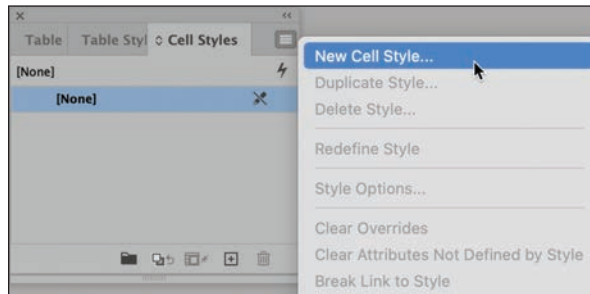 Table Table Styl Cell Styles
[None]
[None]
New Cell Style...
Duplicate Style...
Delete Style...
Redefine Style
Style Options...
Clear Overrides
Clear Attributes Not Defined by Style
Break Link to Style